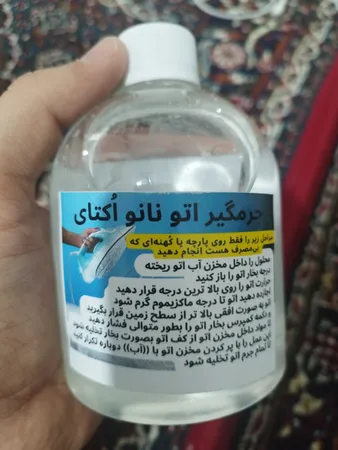 جرمگیر اتو نانو اُکتای
مراحل زیر را فقط روی پارچه یا کُهنه‌ای که
بی‌مصرف هست انجام دهید
محلول را داخل مخزن آب اتو ریخته
درجه بخار اتو را باز کنید
حرارت اتو را روی بالا ترین درجه قرار دهید
اجازه دهید اتو تا درجه ماکزیموم گرم شود
اتو به صورت افقی بالا تر از سطح زمین قرار بگیرید
و دکمه کمپرس بخار اتو را بطور متوالی فشار دهید
تا مواد داخل مخزن اتو از کف اتو بصورت بخار تخلیه شود
این عمل را با پر کردن مخزن اتو با ((آب)) دوباره تکرار کنید
تا تمام جرم اتو تخلیه شود